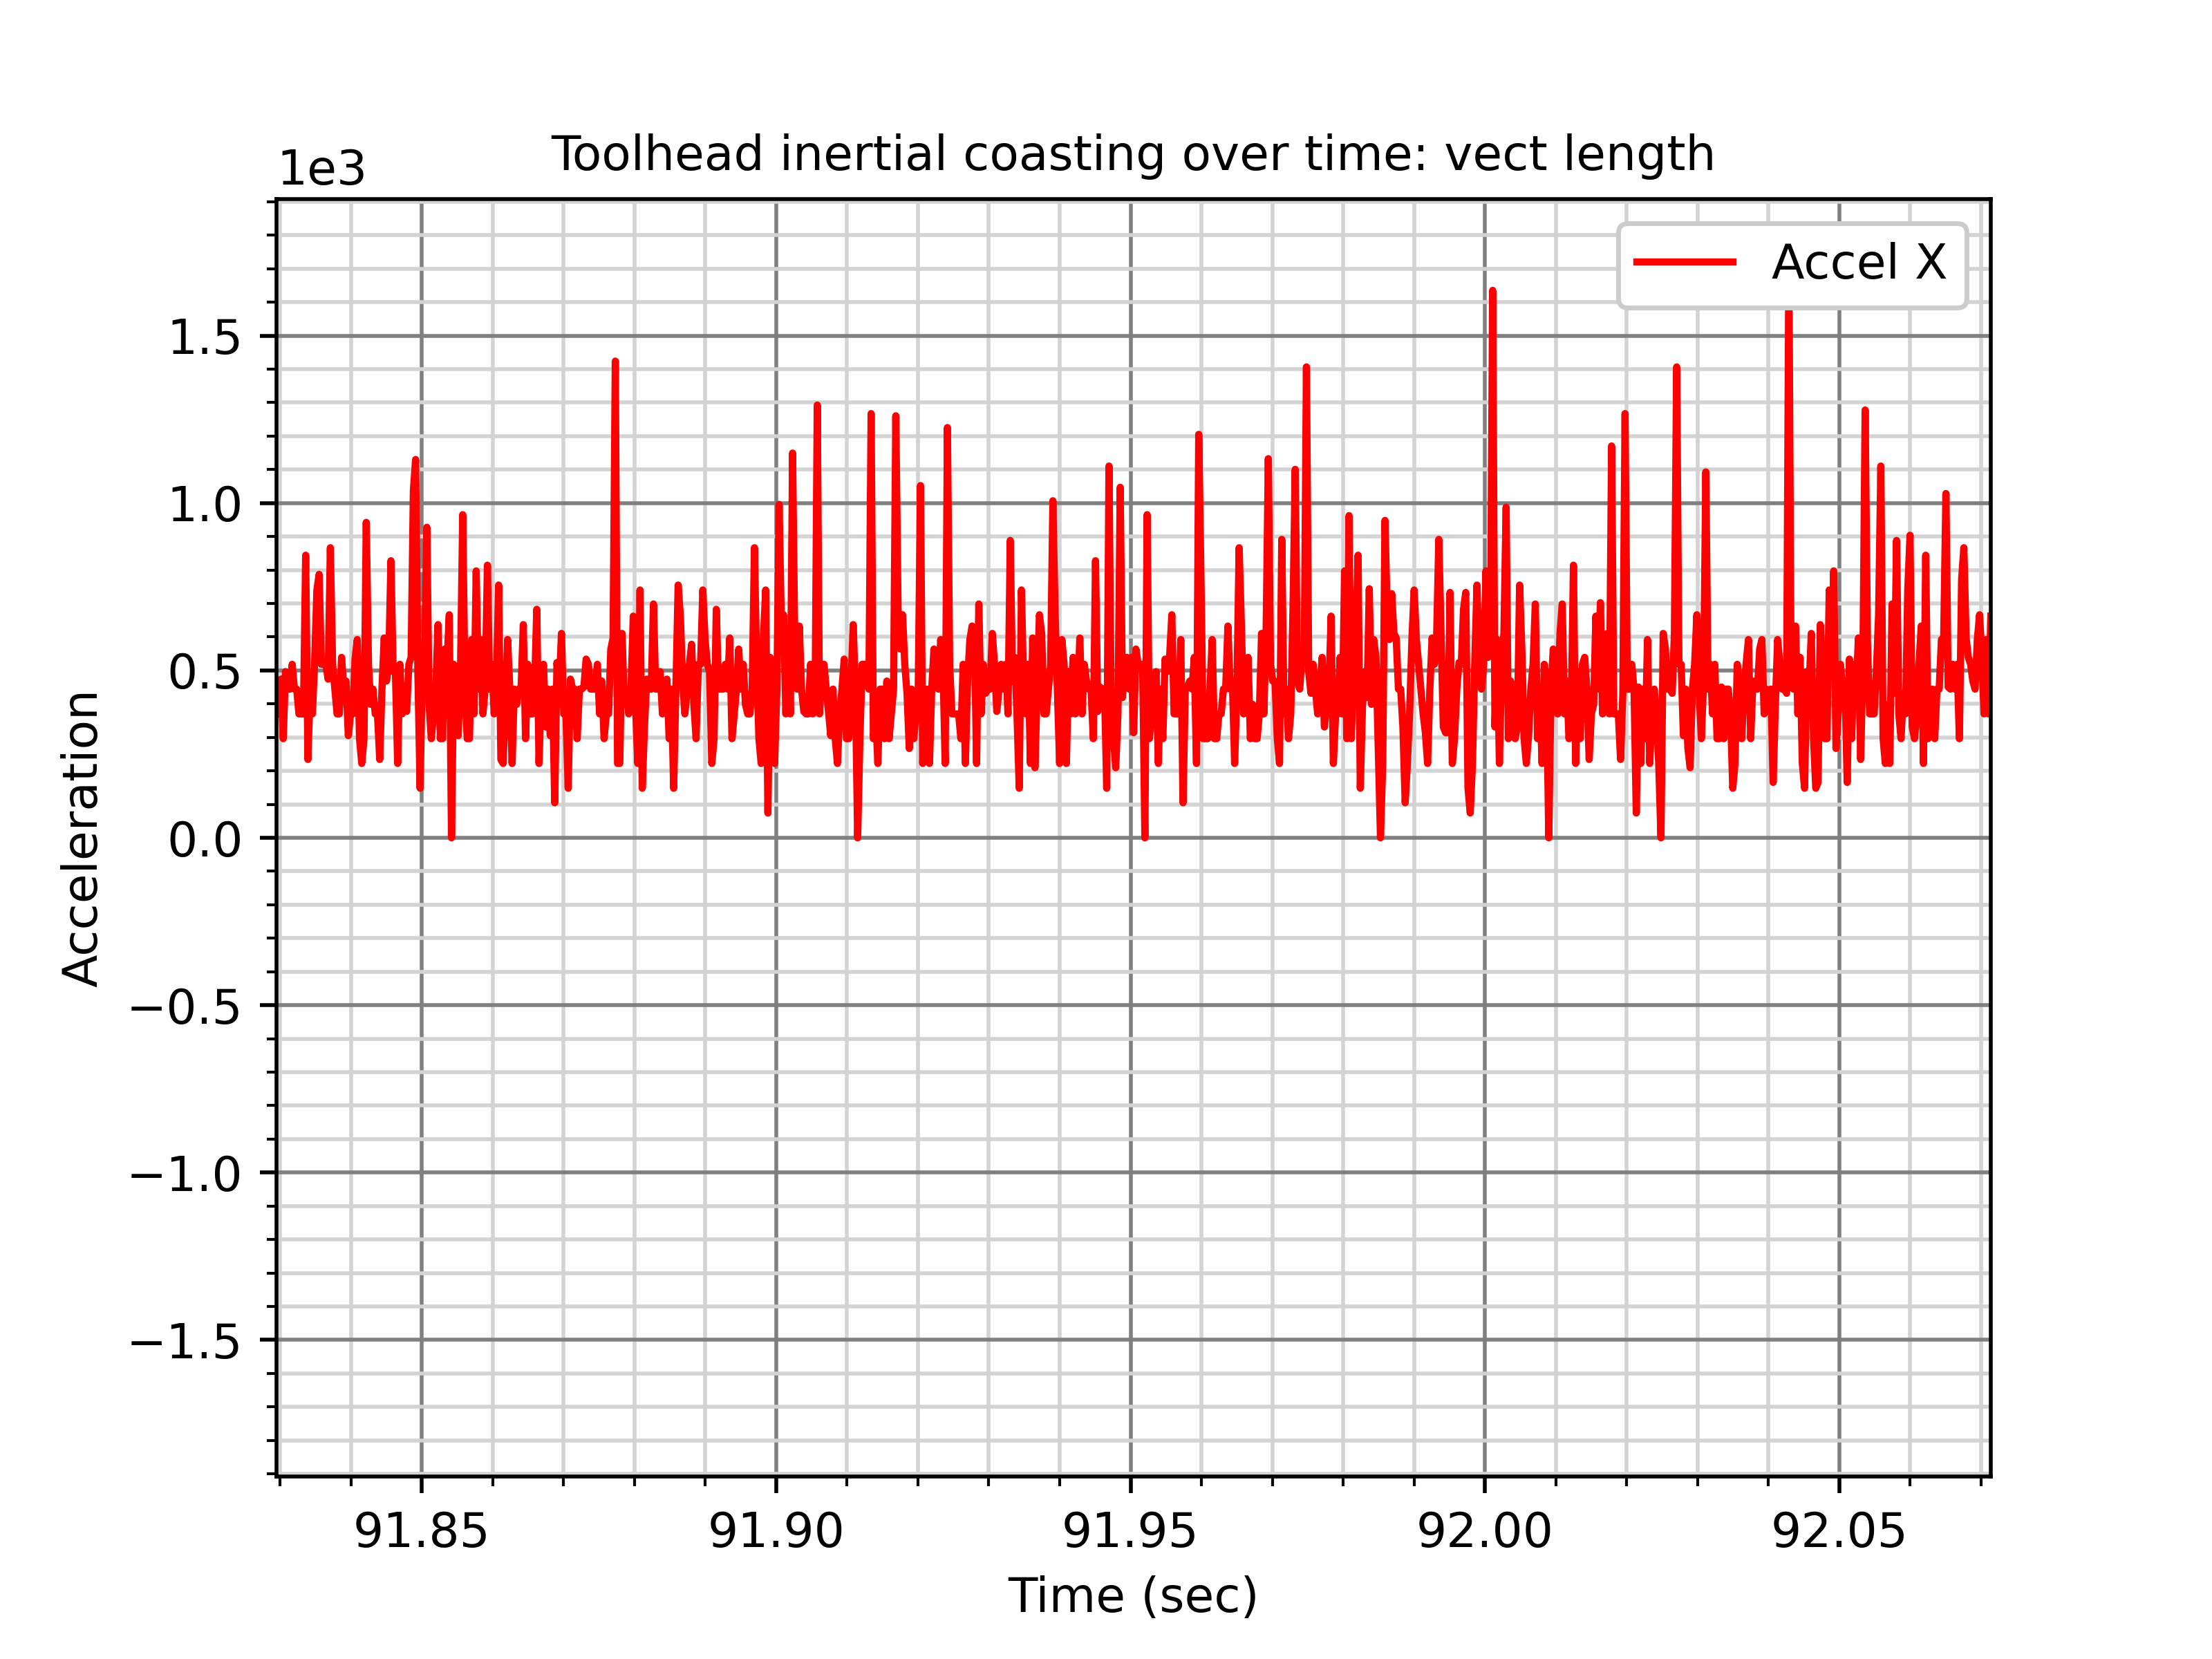 Toolhead inertial coasting over time: vect length
1e3
Accel X
1.5
1.0
0.5
0.0
−0.5
−1.0
−1.5
Acceleration
91.85 91.90 91.95 92.00 92.05
Time (sec)